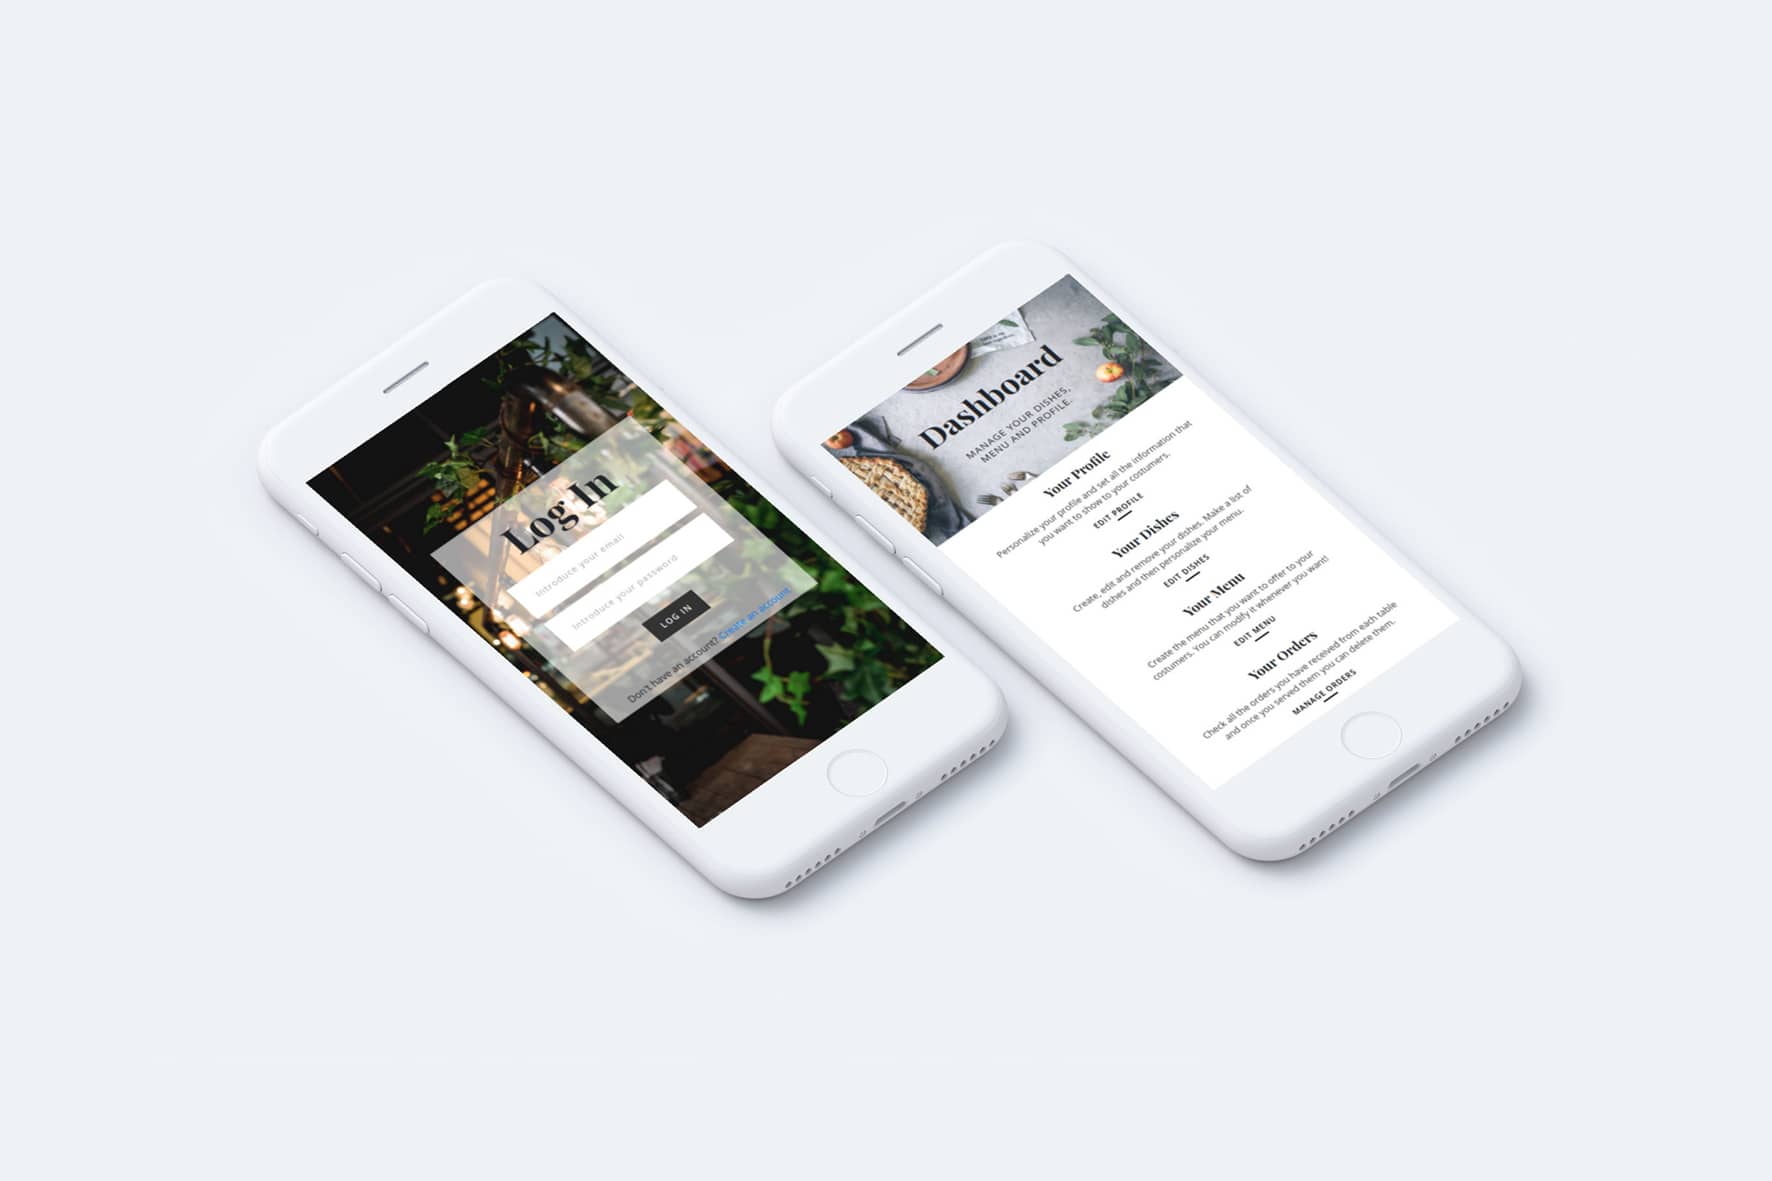 Log In
Introduce your email
Introduce your password
LOG IN
Don't have an account? Create an account
Dashboard
MANAGE YOUR DISHES,
MENU AND PROFILE.
Your Profile
Personalize your profile and set all the information that
you want to show to your costumers.
EDIT PROFILE
Your Dishes
Create, edit and remove your dishes. Make a list of
dishes and then personalize your menu.
EDIT DISHES
Your Menu
Create the menu that you want to offer to your
costumers. You can modify it whenever you want!
EDIT MENU
Your Orders
Check all the orders you have received from each table
and once you served them you can delete them.
MANAGE ORDERS